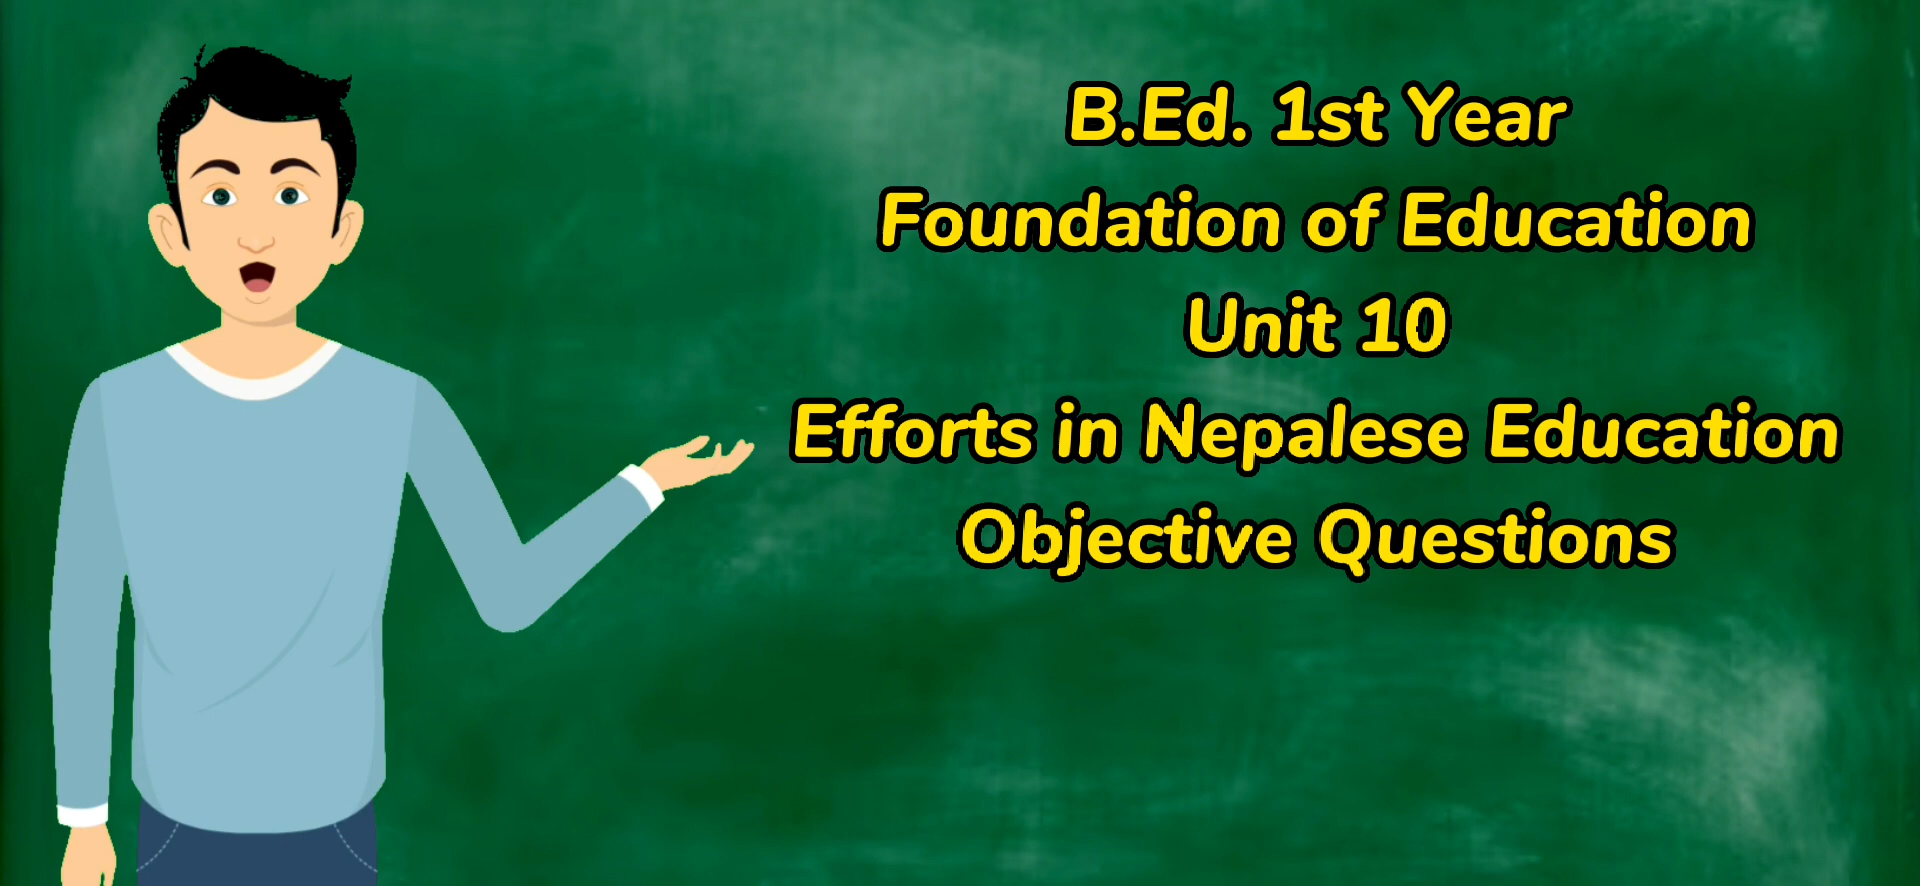 B.Ed. 1st Year
Foundation of Education
Unit 10
Efforts in Nepalese Education
Objective Questions